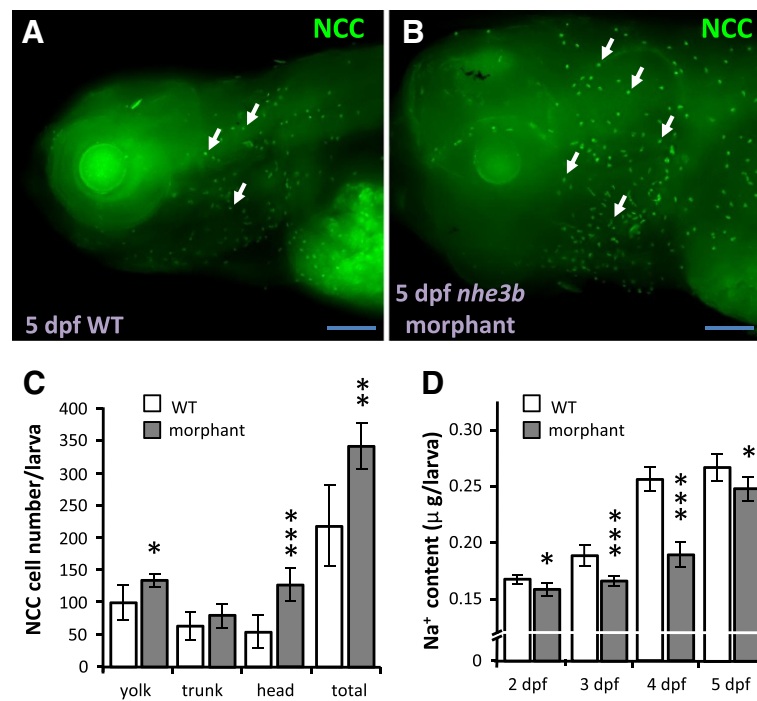 A
NCC
5 dpf WT
B
NCC
5 dpf nhe3b
morphant
C
WT
morphant
NCC cell number/larva
400
350
300
250
200
150
100
50
0
*
***
**
yolk
trunk
head
total
D
WT
morphant
Na⁺ content (μ g/larva)
0.30
0.25
0.20
0.15
0
*
***
***
*
2 dpf
3 dpf
4 dpf
5 dpf